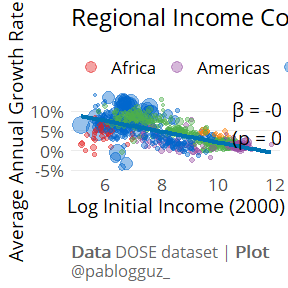 Regional Income Co
Africa Americas
Average Annual Growth Rate
10%
5%
0%
-5%
β = -0
(p = 0
6 8 10 12
Log Initial Income (2000)
Data DOSE dataset | Plot
@pablogguz_